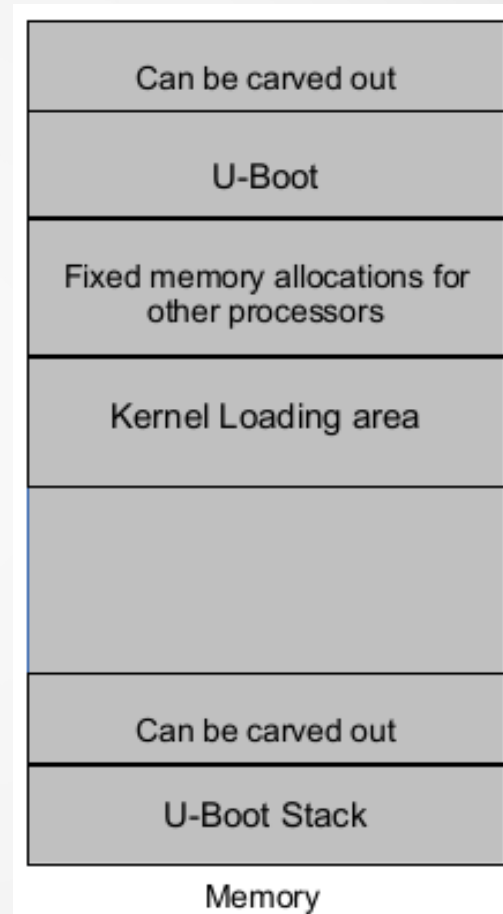 Can be carved out
U-Boot
Fixed memory allocations for
other processors
Kernel Loading area
Can be carved out
U-Boot Stack
Memory